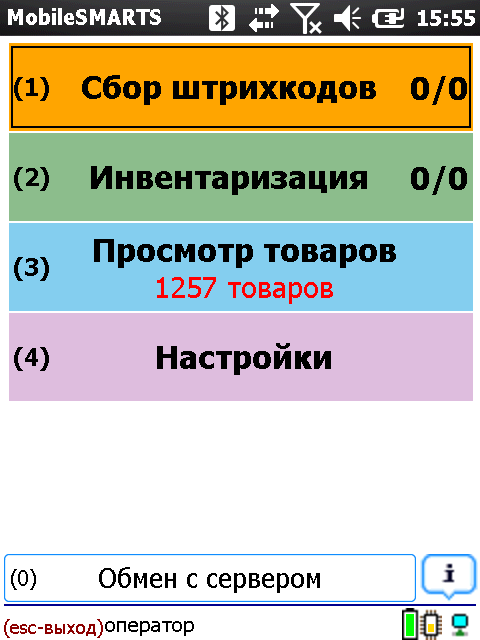 MobileSMARTS 15:55
(1) Сбор штрихкодов 0/0
(2) Инвентаризация 0/0
(3) Просмотр товаров
1257 товаров
(4) Настройки
(0) Обмен с сервером i
(esc-выход)оператор